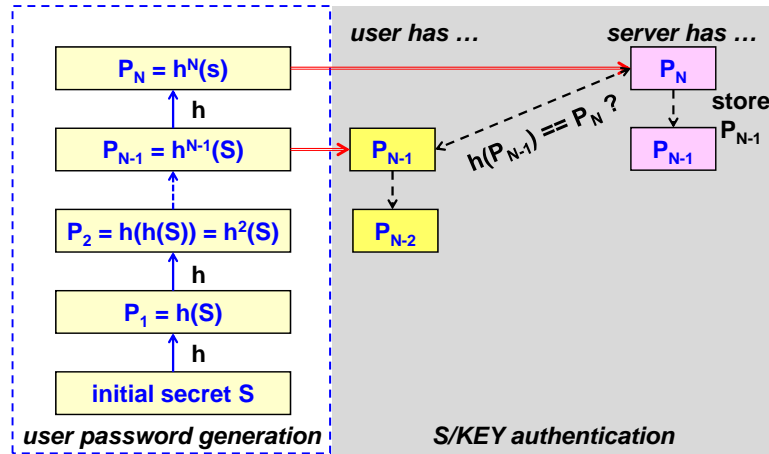 user has …
server has …
P_N = h^N(s)
P_N
h
store
P_N-1
h(P_N-1) == P_N ?
P_N-1 = h^N-1(S)
P_N-1
P_N-1
P_2 = h(h(S)) = h^2(S)
P_N-2
h
P_1 = h(S)
h
initial secret S
user password generation
S/KEY authentication